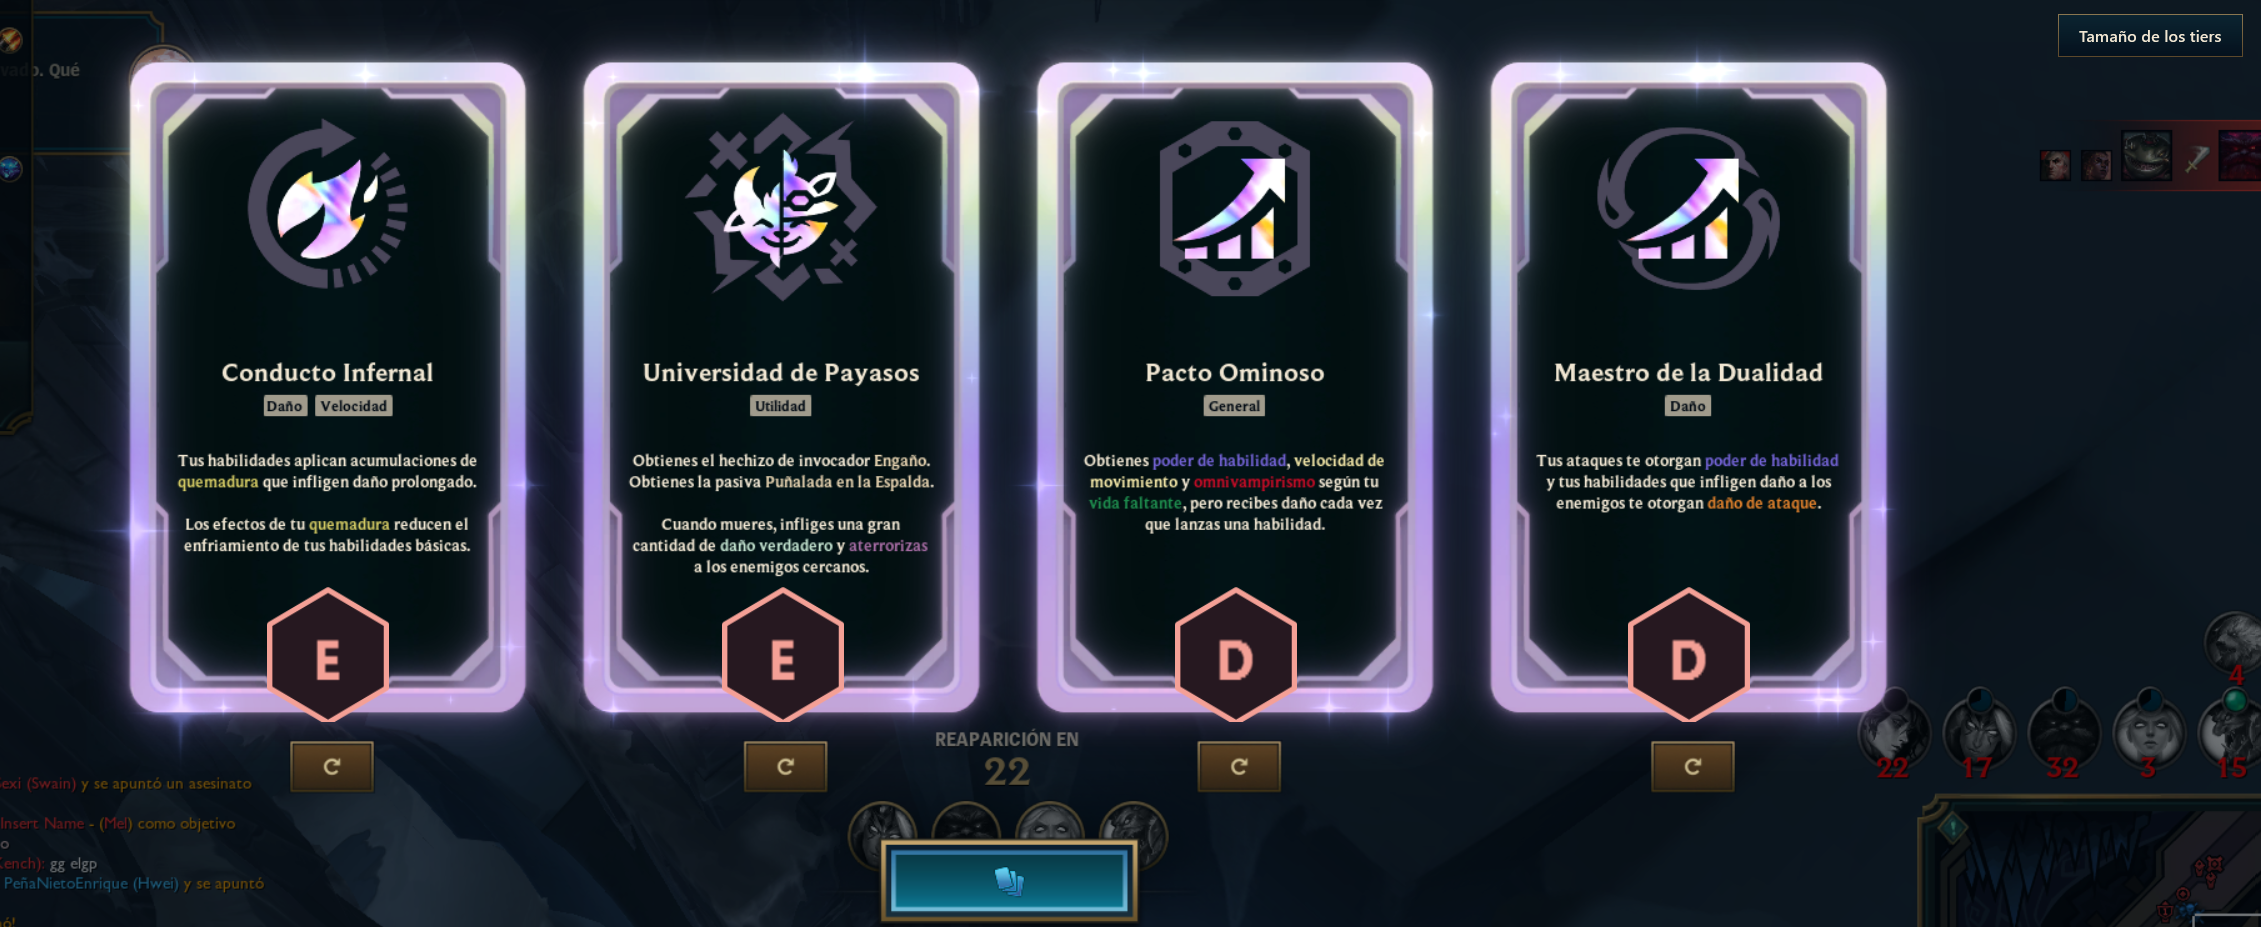 Tamaño de los tiers
vado. Qué
Conducto Infernal
Daño Velocidad
Tus habilidades aplican acumulaciones de
quemadura que infligen daño prolongado.
Los efectos de tu quemadura reducen el
enfriamiento de tus habilidades básicas.
E
Universidad de Payasos
Utilidad
Obtienes el hechizo de invocador Engaño.
Obtienes la pasiva Puñalada en la Espalda.
Cuando mueres, infliges una gran
cantidad de daño verdadero y aterrorizas
a los enemigos cercanos.
E
Pacto Ominoso
General
Obtienes poder de habilidad, velocidad de
movimiento y omnivampirismo según tu
vida faltante, pero recibes daño cada vez
que lanzas una habilidad.
D
Maestro de la Dualidad
Daño
Tus ataques te otorgan poder de habilidad
y tus habilidades que infligen daño a los
enemigos te otorgan daño de ataque.
D
REAPARICIÓN EN
22
4
22 17 32 3 15
exi (Swain) y se apuntó un asesinato
Insert Name - (Mel) como objetivo
o
Kench): gg elgp
PeñaNietoEnrique (Hwei) y se apuntó
ó!